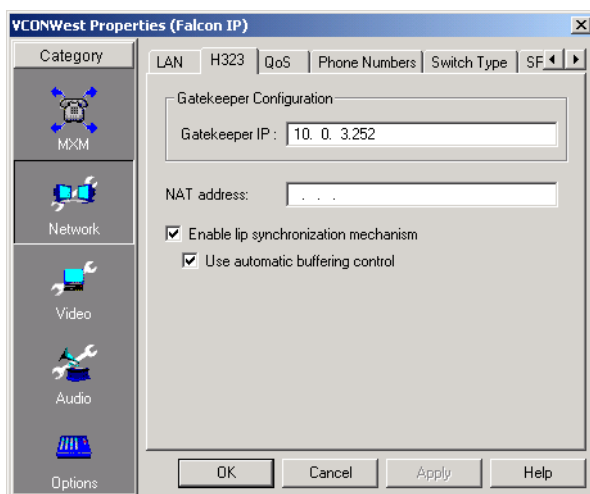 VCONWest Properties (Falcon IP)
Category
MXM
Network
Video
Audio
Options
LAN H323 QoS Phone Numbers Switch Type SF
Gatekeeper Configuration
Gatekeeper IP : 10. 0. 3.252
NAT address: . . .
Enable lip synchronization mechanism
Use automatic buffering control
OK Cancel Apply Help